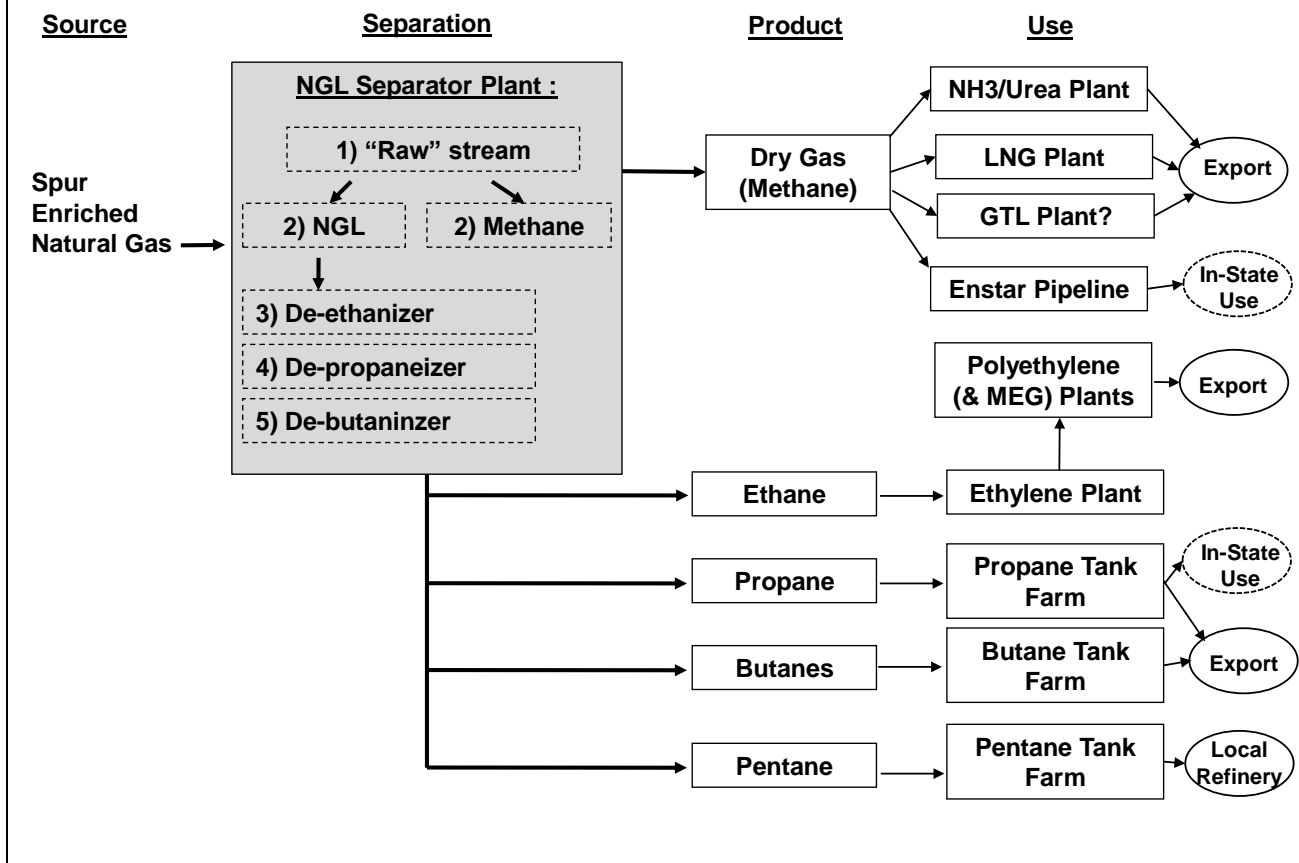 Source
Separation
Product
Use
NGL Separator Plant :
1) “Raw” stream
2) NGL
2) Methane
3) De-ethanizer
4) De-propaneizer
5) De-butaninzer
Spur
Enriched
Natural Gas
Dry Gas
(Methane)
NH3/Urea Plant
LNG Plant
GTL Plant?
Export
Enstar Pipeline
In-State
Use
Polyethylene
(& MEG) Plants
Export
Ethane
Ethylene Plant
Propane
Propane Tank
Farm
In-State
Use
Butanes
Butane Tank
Farm
Export
Pentane
Pentane Tank
Farm
Local
Refinery